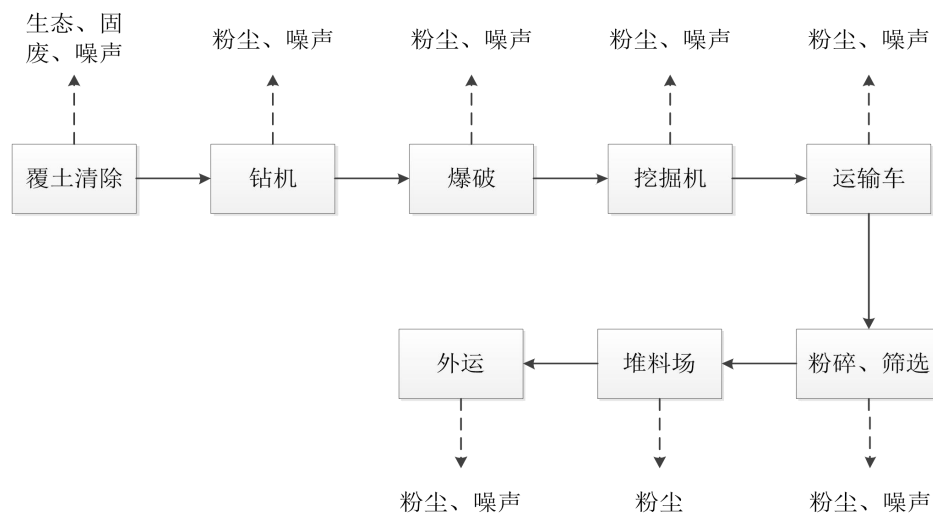 生态、固
废、噪声
粉尘、噪声
粉尘、噪声
粉尘、噪声
粉尘、噪声
覆土清除
钻机
爆破
挖掘机
运输车
外运
堆料场
粉碎、筛选
粉尘、噪声
粉尘
粉尘、噪声